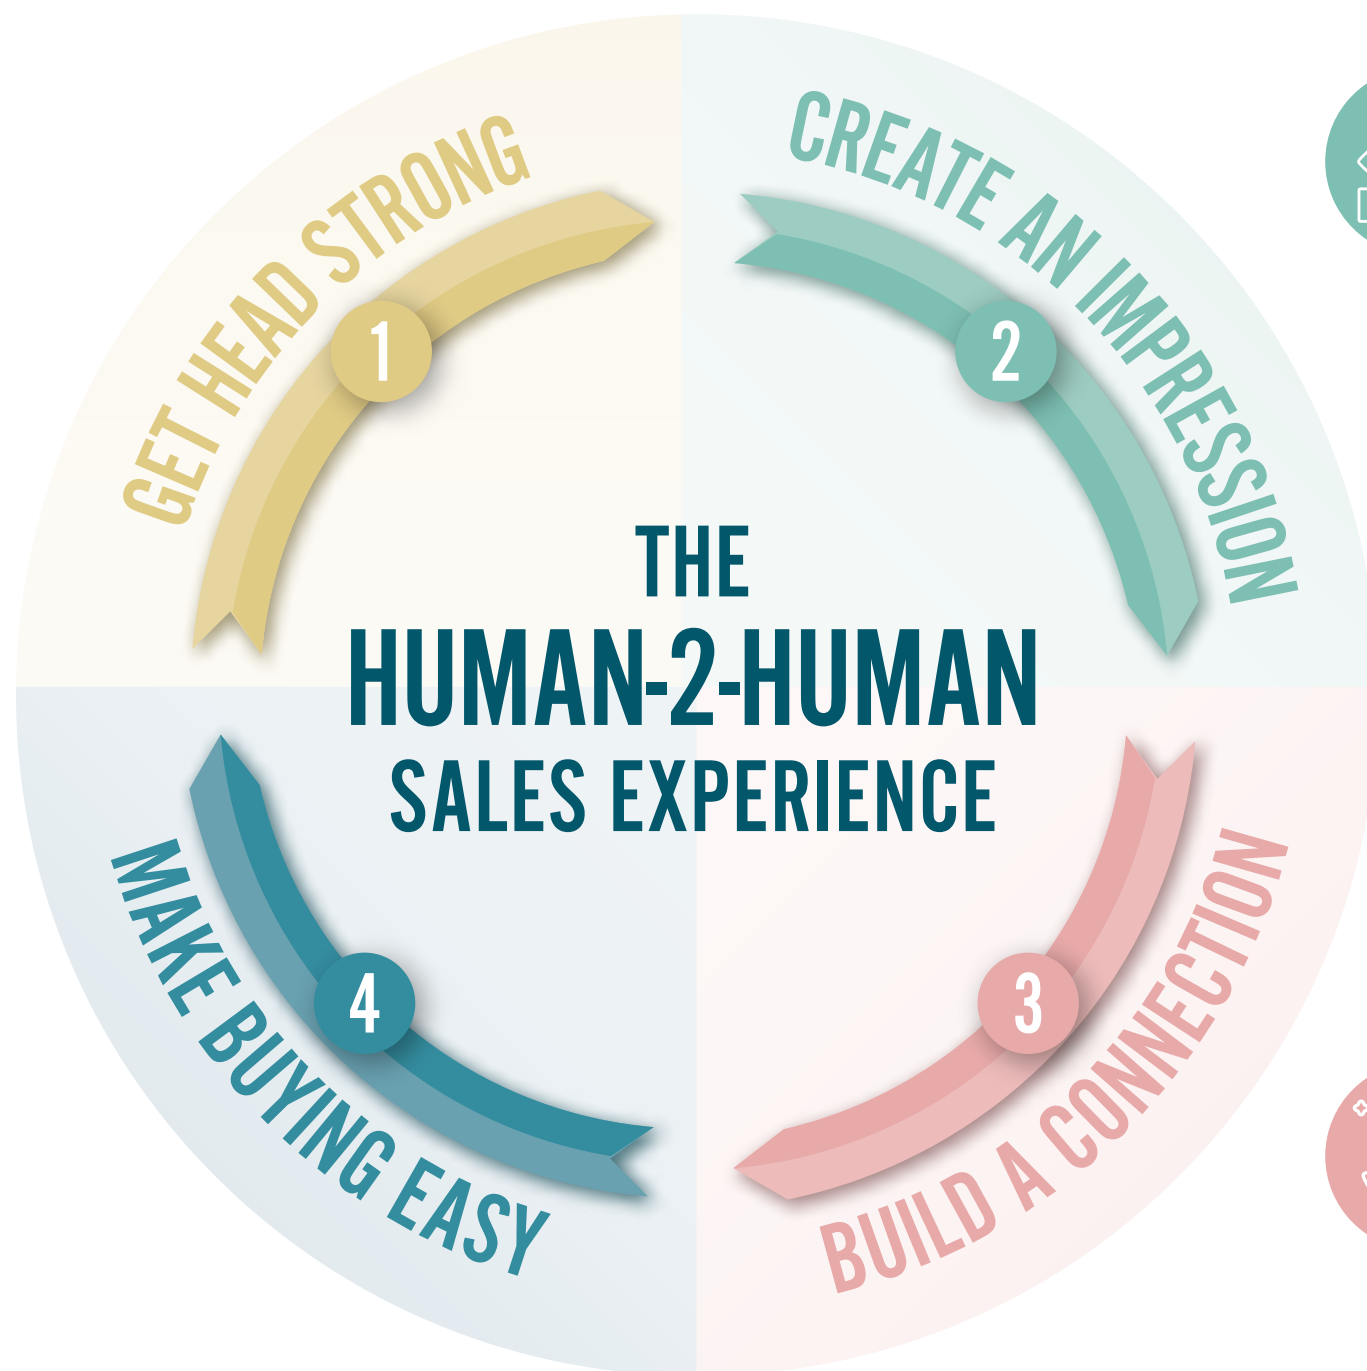 GET HEAD STRONG
1
CREATE AN IMPRESSION
2
THE
HUMAN-2-HUMAN
SALES EXPERIENCE
3
BUILD A CONNECTION
4
MAKE BUYING EASY